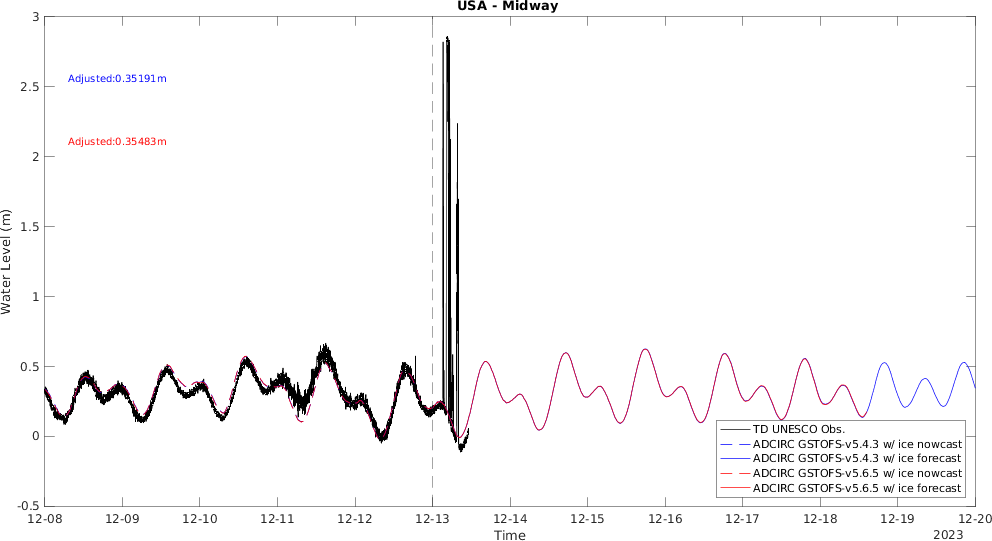 USA - Midway
3
2.5
2
1.5
1
0.5
0
-0.5
Water Level (m)
Adjusted:0.35191m
Adjusted:0.35483m
TD UNESCO Obs.
ADCIRC GSTOFS-v5.4.3 w/ ice nowcast
ADCIRC GSTOFS-v5.4.3 w/ ice forecast
ADCIRC GSTOFS-v5.6.5 w/ ice nowcast
ADCIRC GSTOFS-v5.6.5 w/ ice forecast
12-08 12-09 12-10 12-11 12-12 12-13 12-14 12-15 12-16 12-17 12-18 12-19 12-20
Time
2023